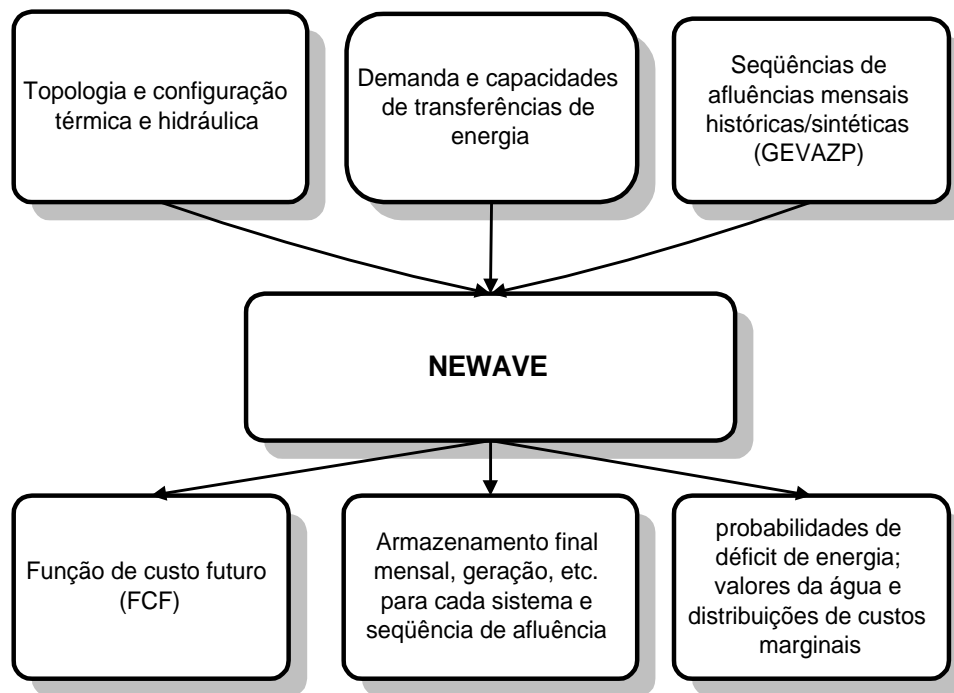 Topologia e configuração
térmica e hidráulica
Demanda e capacidades
de transferências de
energia
Seqüências de
afluências mensais
históricas/sintéticas
(GEVAZP)
NEWAVE
Função de custo futuro
(FCF)
Armazenamento final
mensal, geração, etc.
para cada sistema e
seqüência de afluência
probabilidades de
déficit de energia;
valores da água e
distribuições de custos
marginais